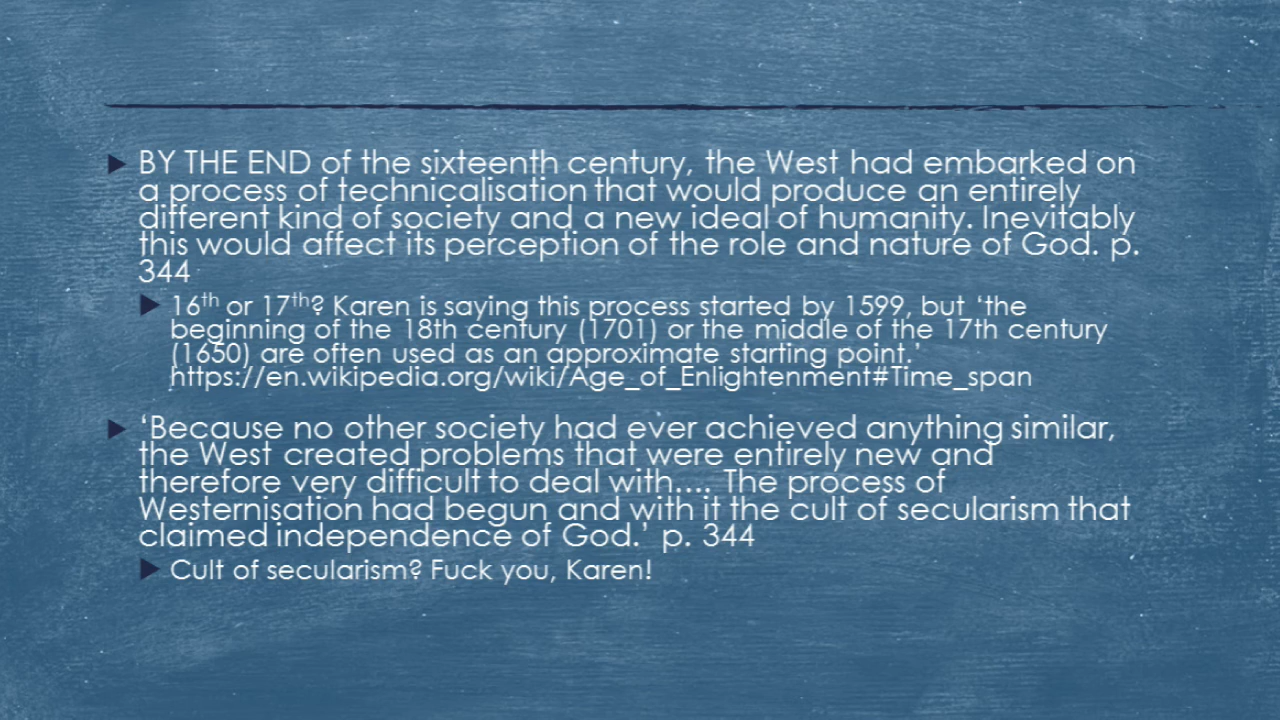 BY THE END of the sixteenth century, the West had embarked on
a process of technicalisation that would produce an entirely
different kind of society and a new ideal of humanity. Inevitably
this would affect its perception of the role and nature of God. p.
344
16th or 17th? Karen is saying this process started by 1599, but ‘the
beginning of the 18th century (1701) or the middle of the 17th century
(1650) are often used as an approximate starting point.’
https://en.wikipedia.org/wiki/Age_of_Enlightenment#Time_span
‘Because no other society had ever achieved anything similar,
the West created problems that were entirely new and
therefore very difficult to deal with.... The process of
Westernisation had begun and with it the cult of secularism that
claimed independence of God.’ p. 344
Cult of secularism? Fuck you, Karen!